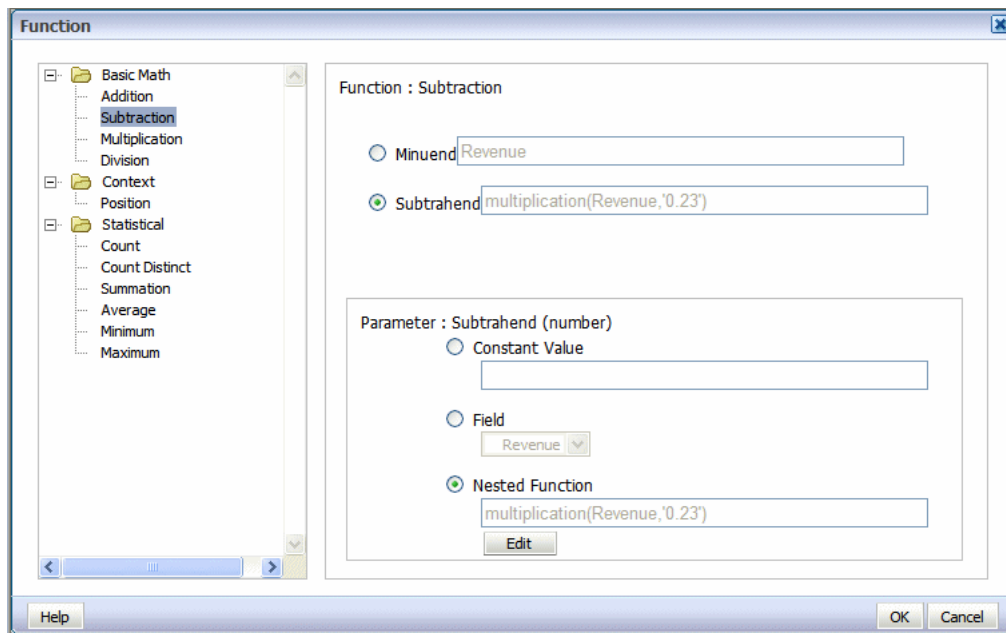 Function
Basic Math
Addition
Subtraction
Multiplication
Division
Context
Position
Statistical
Count
Count Distinct
Summation
Average
Minimum
Maximum
Function : Subtraction
Minuend Revenue
Subtrahend multiplication(Revenue,'0.23')
Parameter : Subtrahend (number)
Constant Value
Field
Revenue
Nested Function
multiplication(Revenue,'0.23')
Edit
Help OK Cancel